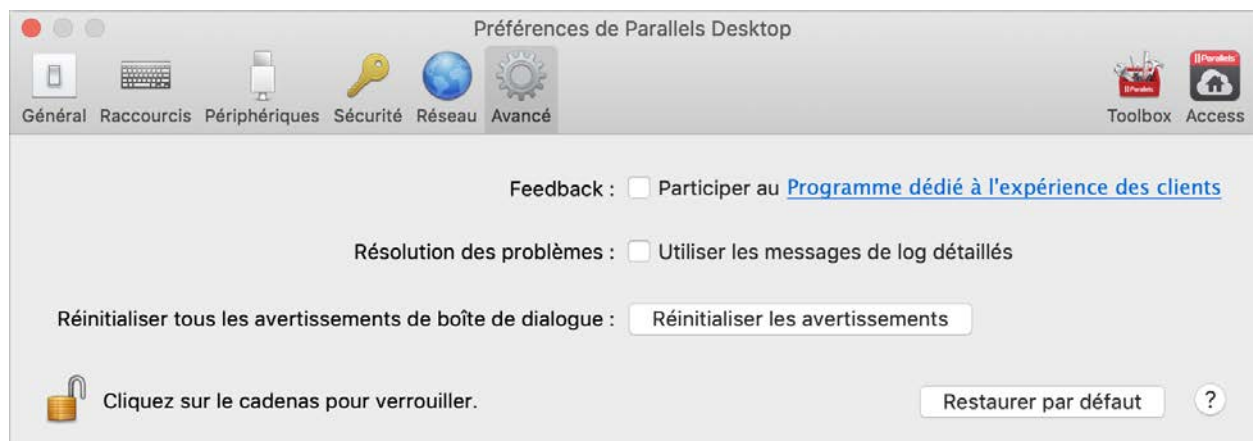 Préférences de Parallels Desktop
Général Raccourcis Périphériques Sécurité Réseau Avancé Toolbox Access
Feedback : Participer au Programme dédié à l'expérience des clients
Résolution des problèmes : Utiliser les messages de log détaillés
Réinitialiser tous les avertissements de boîte de dialogue : Réinitialiser les avertissements
Cliquez sur le cadenas pour verrouiller. Restaurer par défaut ?